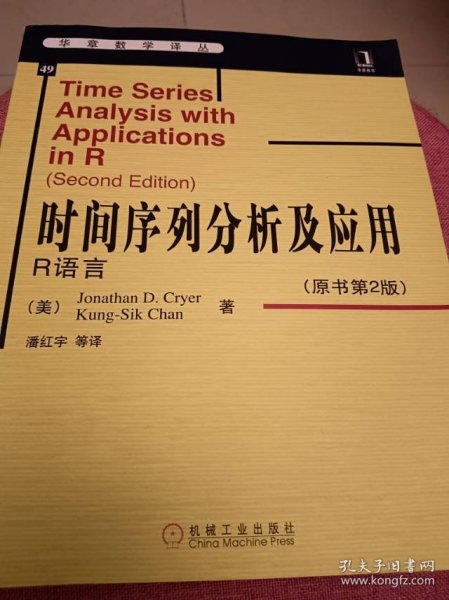 华章数学译丛
49
Time Series
Analysis with
Applications
in R
(Second Edition)
时间序列分析及应用
R语言
(原书第2版)
(美) Jonathan D. Cryer
Kung-Sik Chan
著
潘红宇 等译
机械工业出版社
China Machine Press
孔夫子旧书网
www.kongfz.com